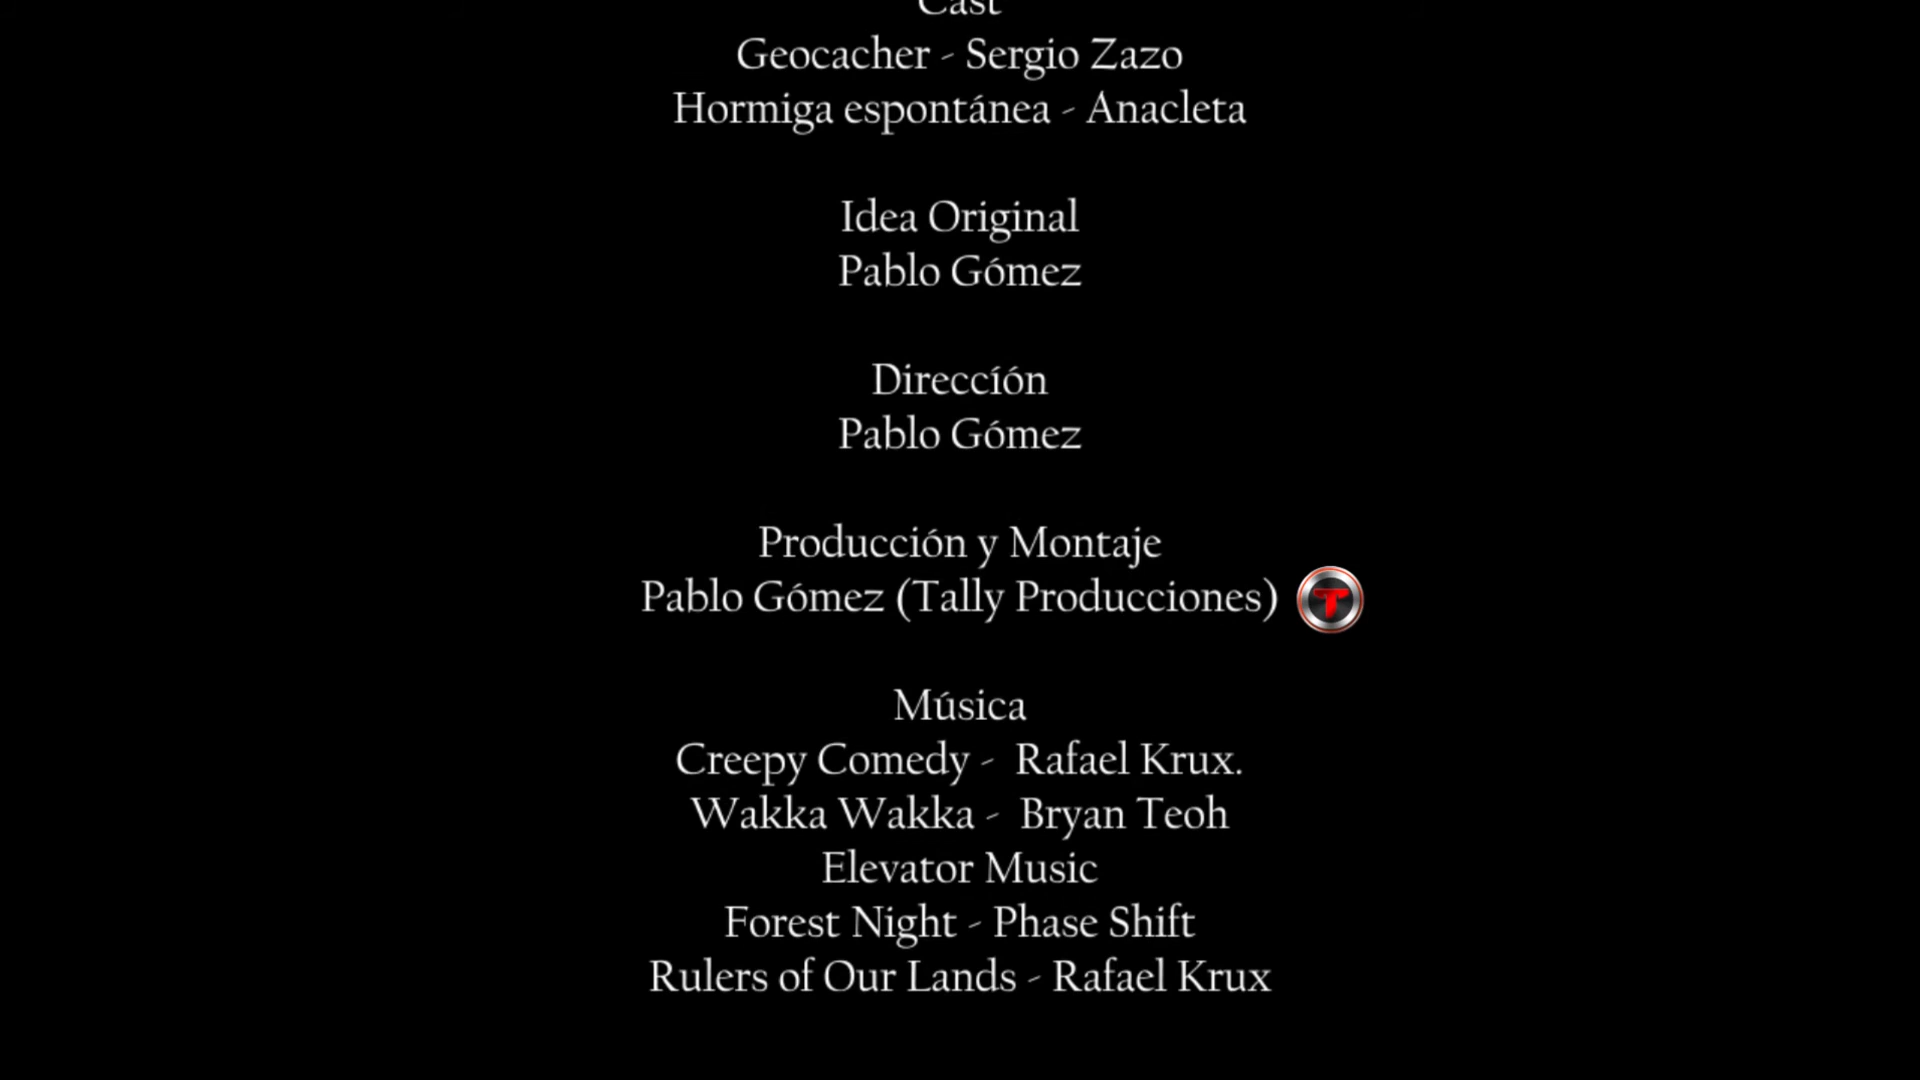 Cast
Geocacher - Sergio Zazo
Hormiga espontánea - Anacleta
Idea Original
Pablo Gómez
Direccíón
Pablo Gómez
Producción y Montaje
Pablo Gómez (Tally Producciones) T
Música
Creepy Comedy - Rafael Krux.
Wakka Wakka - Bryan Teoh
Elevator Music
Forest Night - Phase Shift
Rulers of Our Lands - Rafael Krux